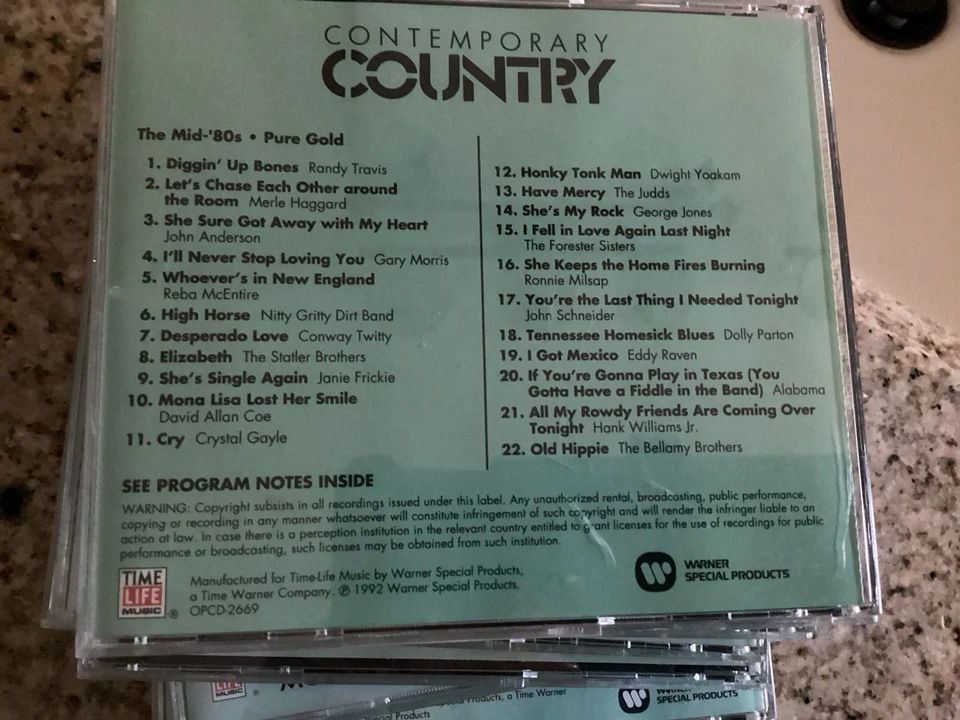 CONTEMPORARY
COUNTRY
The Mid-'80s • Pure Gold
1. Diggin' Up Bones Randy Travis
2. Let's Chase Each Other around
the Room Merle Haggard
3. She Sure Got Away with My Heart
John Anderson
4. I'll Never Stop Loving You Gary Morris
5. Whoever's in New England
Reba McEntire
6. High Horse Nitty Gritty Dirt Band
7. Desperado Love Conway Twitty
8. Elizabeth The Statler Brothers
9. She's Single Again Janie Frickie
10. Mona Lisa Lost Her Smile
David Allan Coe
11. Cry Crystal Gayle
12. Honky Tonk Man Dwight Yoakam
13. Have Mercy The Judds
14. She's My Rock George Jones
15. I Fell in Love Again Last Night
The Forester Sisters
16. She Keeps the Home Fires Burning
Ronnie Milsap
17. You're the Last Thing I Needed Tonight
John Schneider
18. Tennessee Homesick Blues Dolly Parton
19. I Got Mexico Eddy Raven
20. If You're Gonna Play in Texas (You
Gotta Have a Fiddle in the Band) Alabama
21. All My Rowdy Friends Are Coming Over
Tonight Hank Williams Jr.
22. Old Hippie The Bellamy Brothers
SEE PROGRAM NOTES INSIDE
WARNING: Copyright subsists in all recordings issued under this label. Any unauthorized rental, broadcasting, public performance,
copying or recording in any manner whatsoever will constitute infringement of such copyright and will render the infringer liable to an
action at law. In case there is a perception institution in the relevant country entitled to grant licenses for the use of recordings for public
performance or broadcasting, such licenses may be obtained from such institution.
TIME
LIFE
MUSIC ®
Manufactured for Time-Life Music by Warner Special Products,
a Time Warner Company. ℗ 1992 Warner Special Products.
OPCD-2669
WARNER
SPECIAL PRODUCTS
LIFE
MUSIC
Products, a Time Warner
Products
WARNER
SPECIAL PRODUCTS